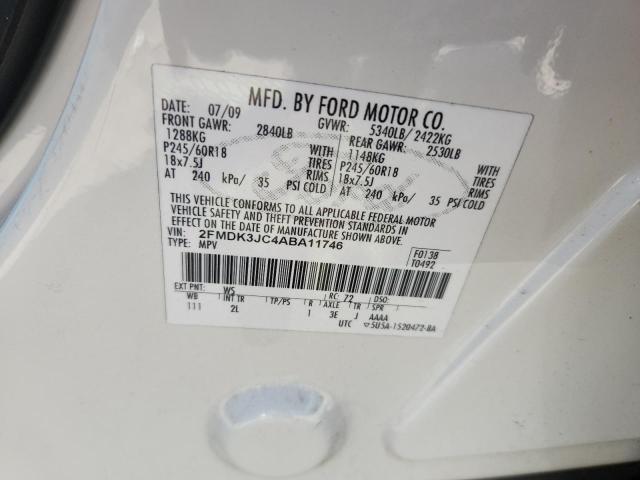 MFD. BY FORD MOTOR CO.
DATE: 07/09 GVWR: 5340LB/ 2422KG
FRONT GAWR: 2840LB REAR GAWR: 2530LB
1288KG WITH 1148KG WITH
P245/60R18 TIRES P245/60R18 TIRES
18x7.5J RIMS 18x7.5J RIMS
AT 240 kPa/ 35 PSI COLD AT 240 kPa/ 35 PSI COLD
THIS VEHICLE CONFORMS TO ALL APPLICABLE FEDERAL MOTOR
VEHICLE SAFETY AND THEFT PREVENTION STANDARDS IN
EFFECT ON THE DATE OF MANUFACTURE SHOWN ABOVE.
VIN: 2FMDK3JC4ABA11746 F0138
TYPE: MPV T0492
EXT PNT: WS RC: 72 DSO:
WB INT TR TP/PS R AXLE TR SPR
111 2L 1 3E J AAAA
UTC 5U5A-1520472-BA
Ford